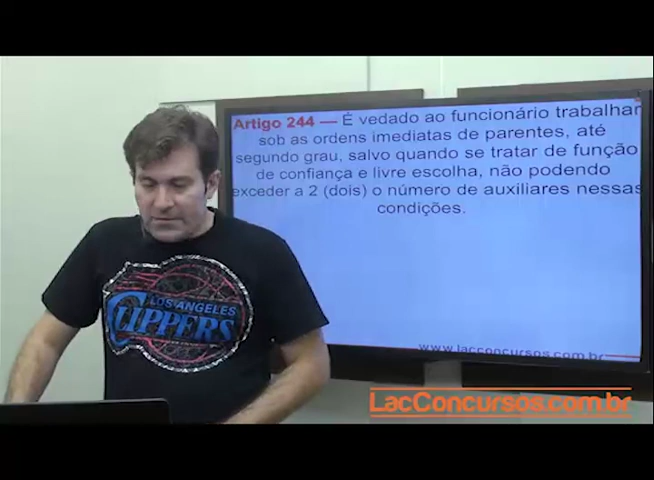 Artigo 244 — É vedado ao funcionário trabalhar
sob as ordens imediatas de parentes, até
segundo grau, salvo quando se tratar de função
de confiança e livre escolha, não podendo
exceder a 2 (dois) o número de auxiliares nessas
condições.
www.lacconcursos.com.br
LOS ANGELES
CLIPPERS
LacConcursos.com.br